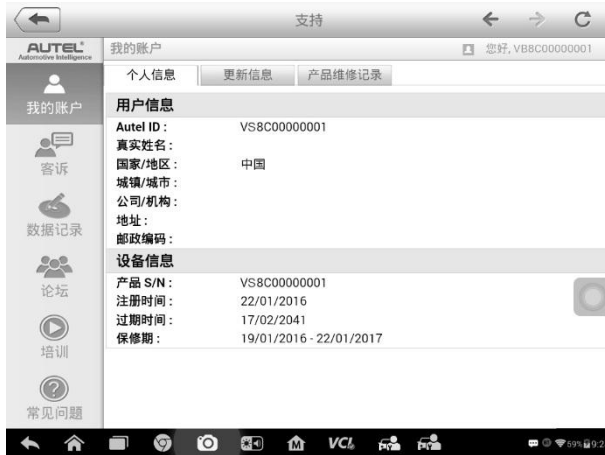 支持
AUTEL
Automotive Intelligence
我的账户
您好, VB8C00000001
个人信息
更新信息
产品维修记录
我的账户
客诉
数据记录
论坛
培训
常见问题
用户信息
Autel ID : VS8C00000001
真实姓名 :
国家/地区 : 中国
城镇/城市 :
公司/机构 :
地址 :
邮政编码 :
设备信息
产品 S/N : VS8C00000001
注册时间 : 22/01/2016
过期时间 : 17/02/2041
保修期 : 19/01/2016 - 22/01/2017
VCI
59%